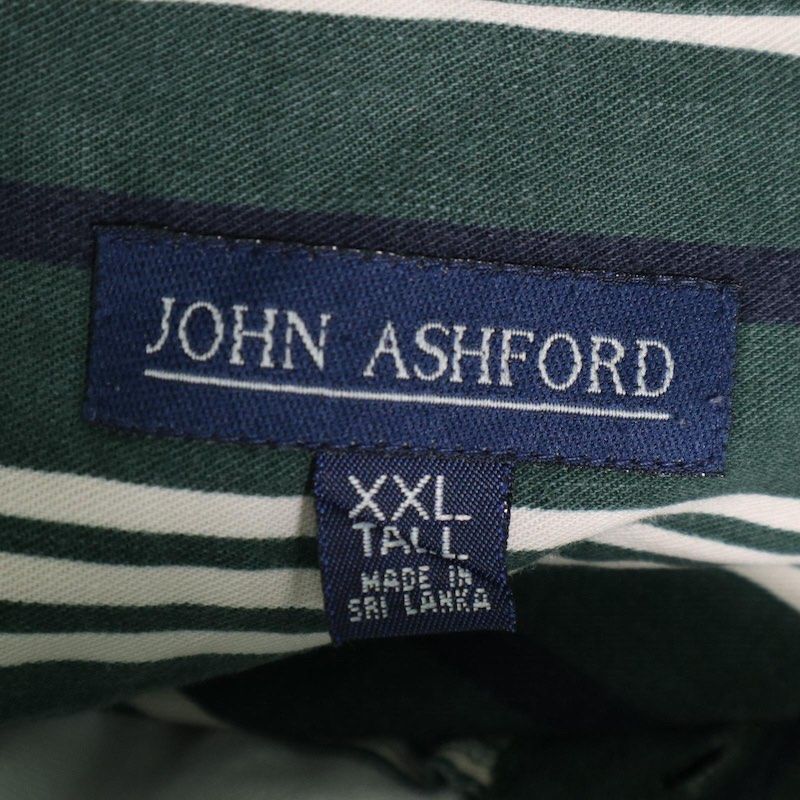 JOHN ASHFORD
XXL
TALL
MADE IN
SRI LANKA